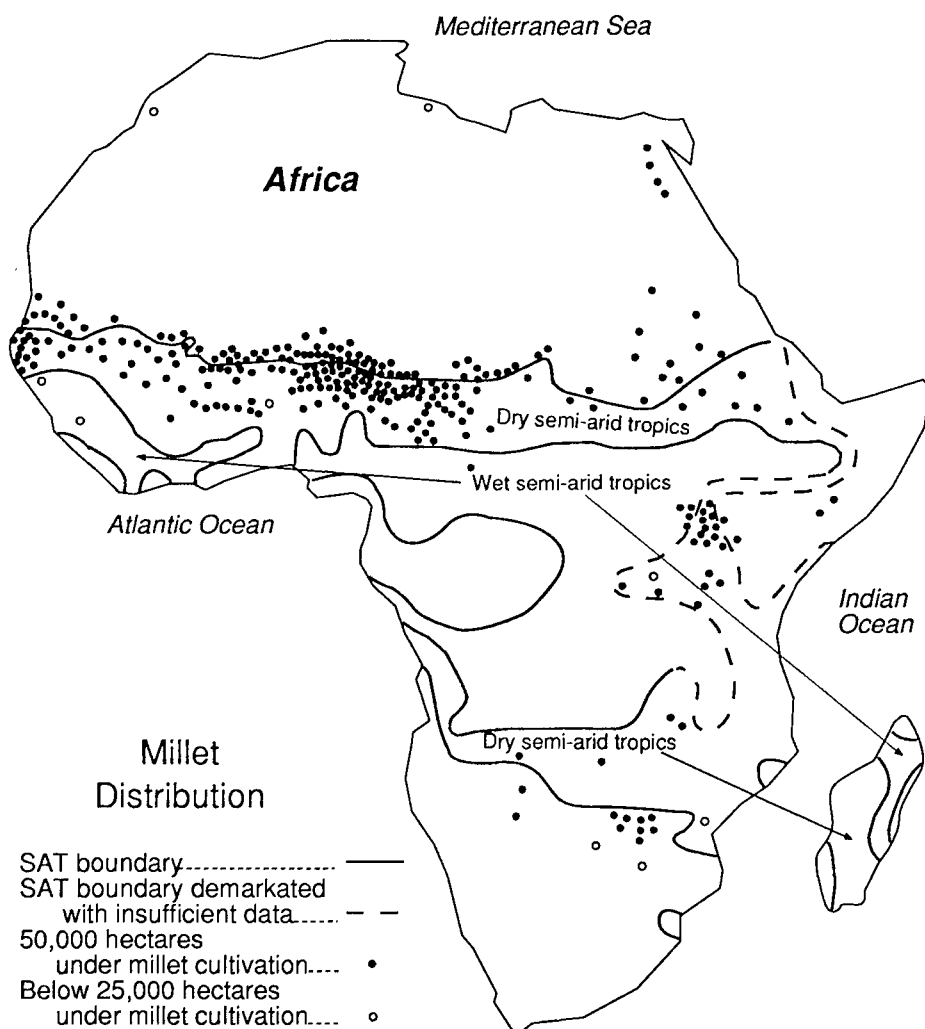 Mediterranean Sea
Africa
Dry semi-arid tropics
Wet semi-arid tropics
Atlantic Ocean
Indian
Ocean
Dry semi-arid tropics
Millet
Distribution
SAT boundary
SAT boundary demarkated
with insufficient data
50,000 hectares
under millet cultivation
Below 25,000 hectares
under millet cultivation